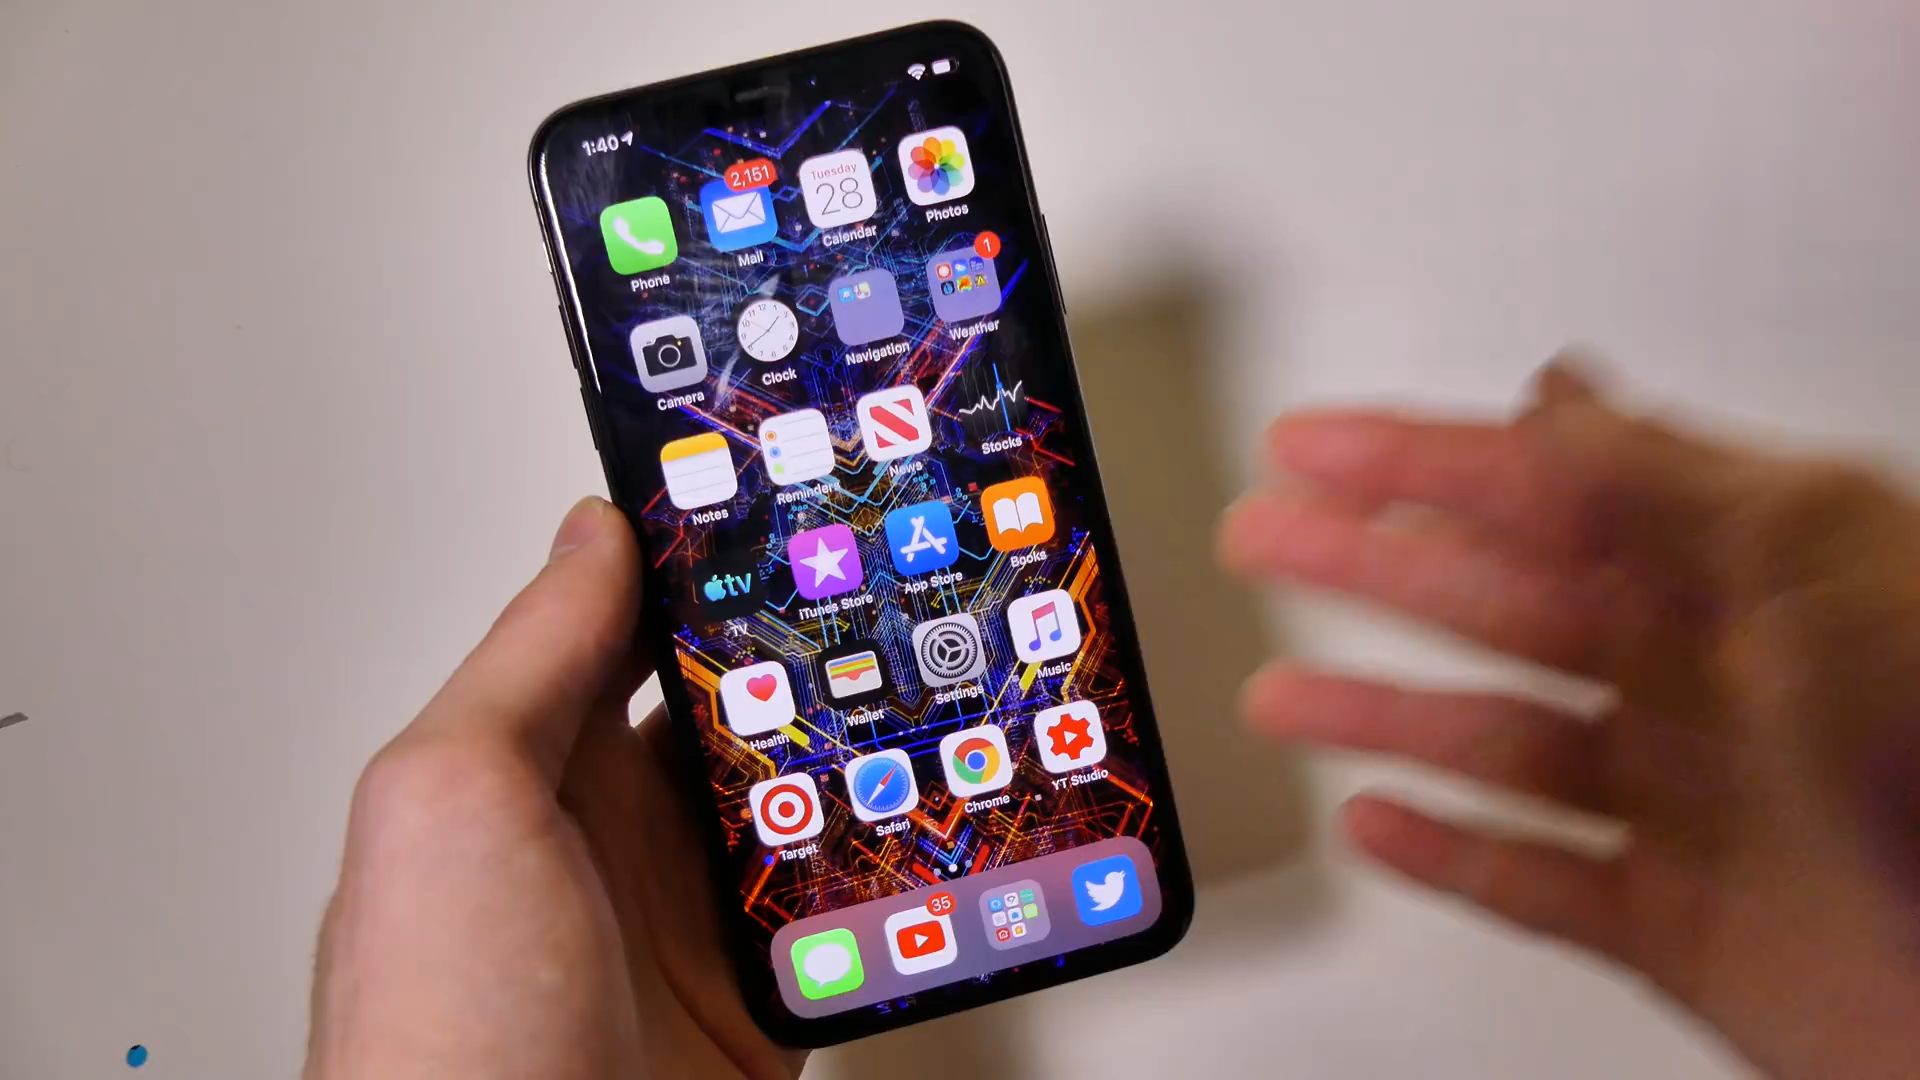 1:40
2,151
Tuesday
28
Phone
Mail
Calendar
Photos
1
Camera
Clock
Navigation
Weather
Notes
Reminders
News
Stocks
tv
TV
iTunes Store
App Store
Books
Health
Wallet
Settings
Music
Target
Safari
Chrome
YT Studio
35